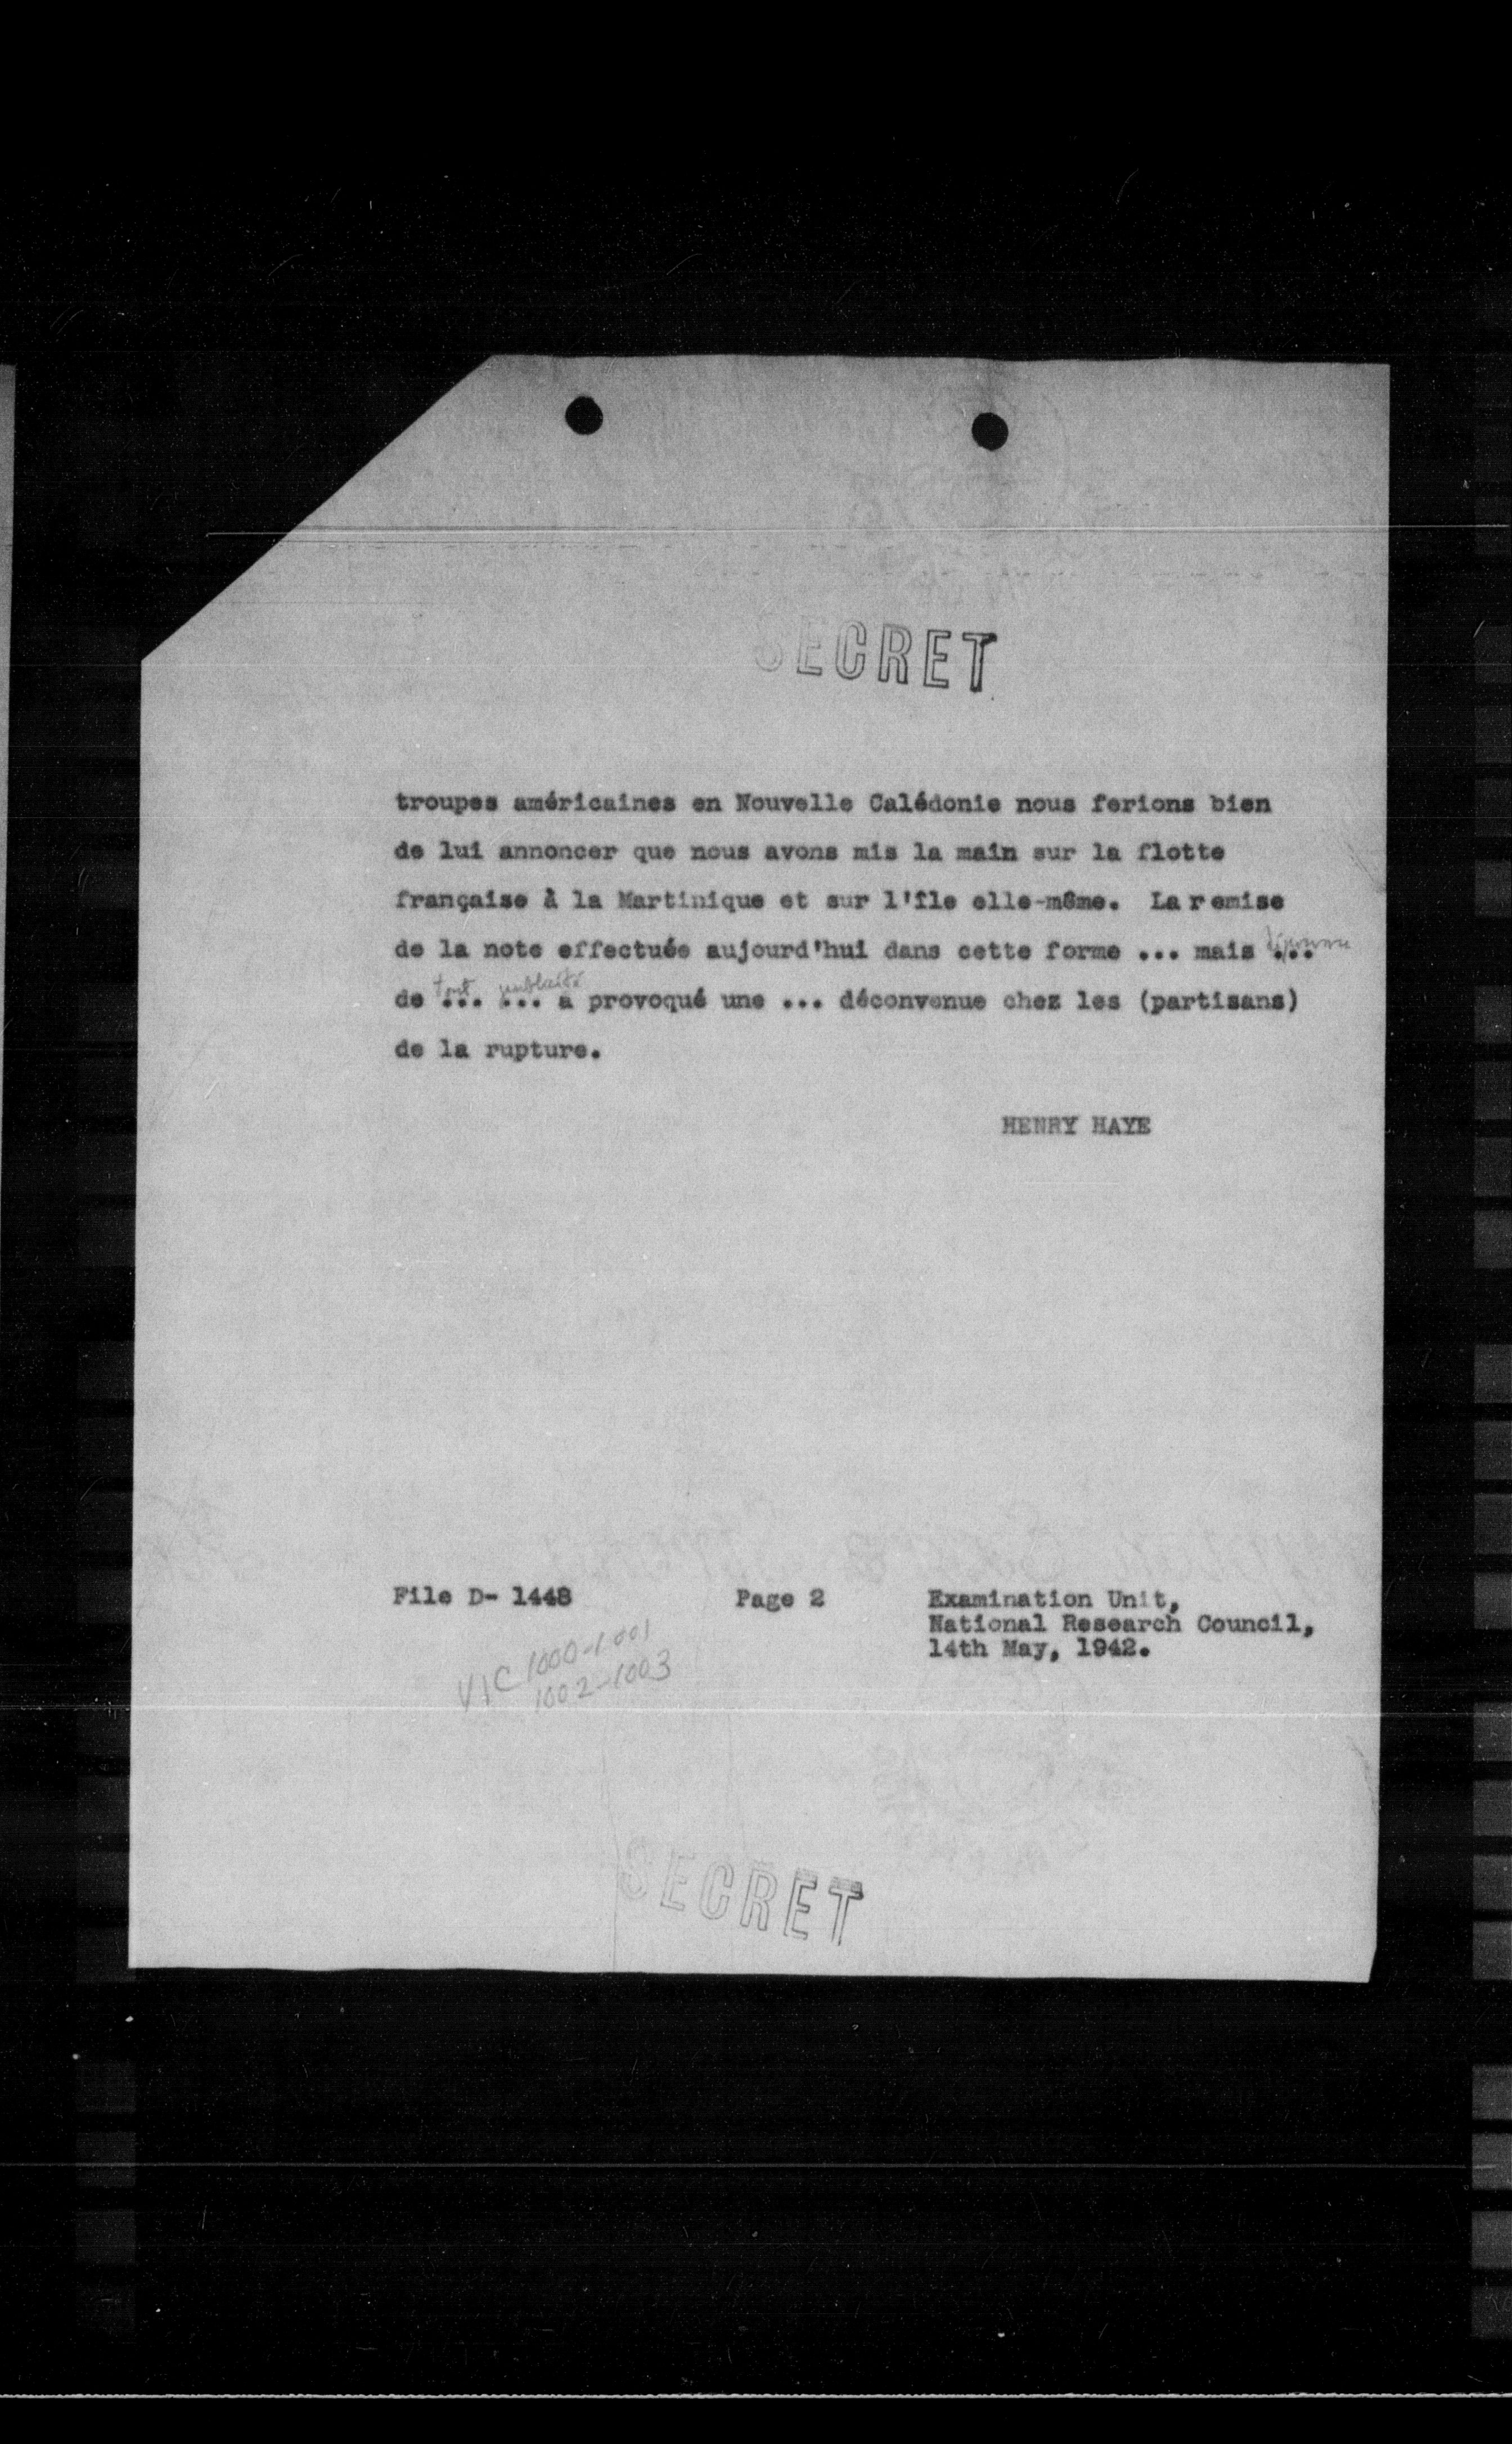 SECRET
troupes américaines en Nouvelle Calédonie nous ferions bien
de lui annoncer que nous avons mis la main sur la flotte
française à la Martinique et sur l'île elle-même. La remise
de la note effectuée aujourd'hui dans cette forme ... mais ...
tout publicité
de ... ... a provoqué une ... déconvenue chez les (partisans)
de la rupture.
HENRY HAYE
File D- 1448 Page 2 Examination Unit,
National Research Council,
14th May, 1942.
VIC 1000-1001
1002-1003
SECRET